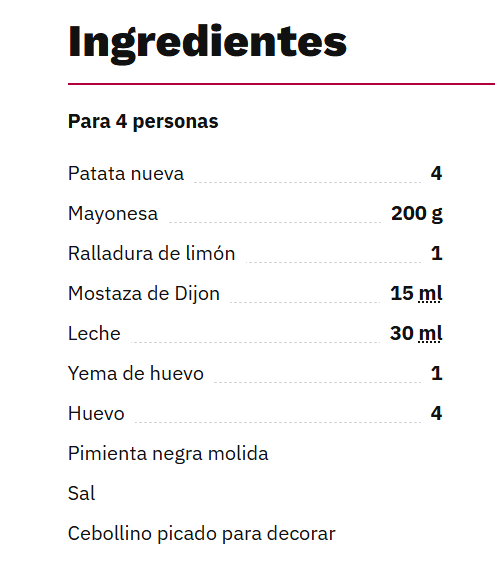 Ingredientes
Para 4 personas
Patata nueva 4
Mayonesa 200 g
Ralladura de limón 1
Mostaza de Dijon 15 ml
Leche 30 ml
Yema de huevo 1
Huevo 4
Pimienta negra molida
Sal
Cebollino picado para decorar